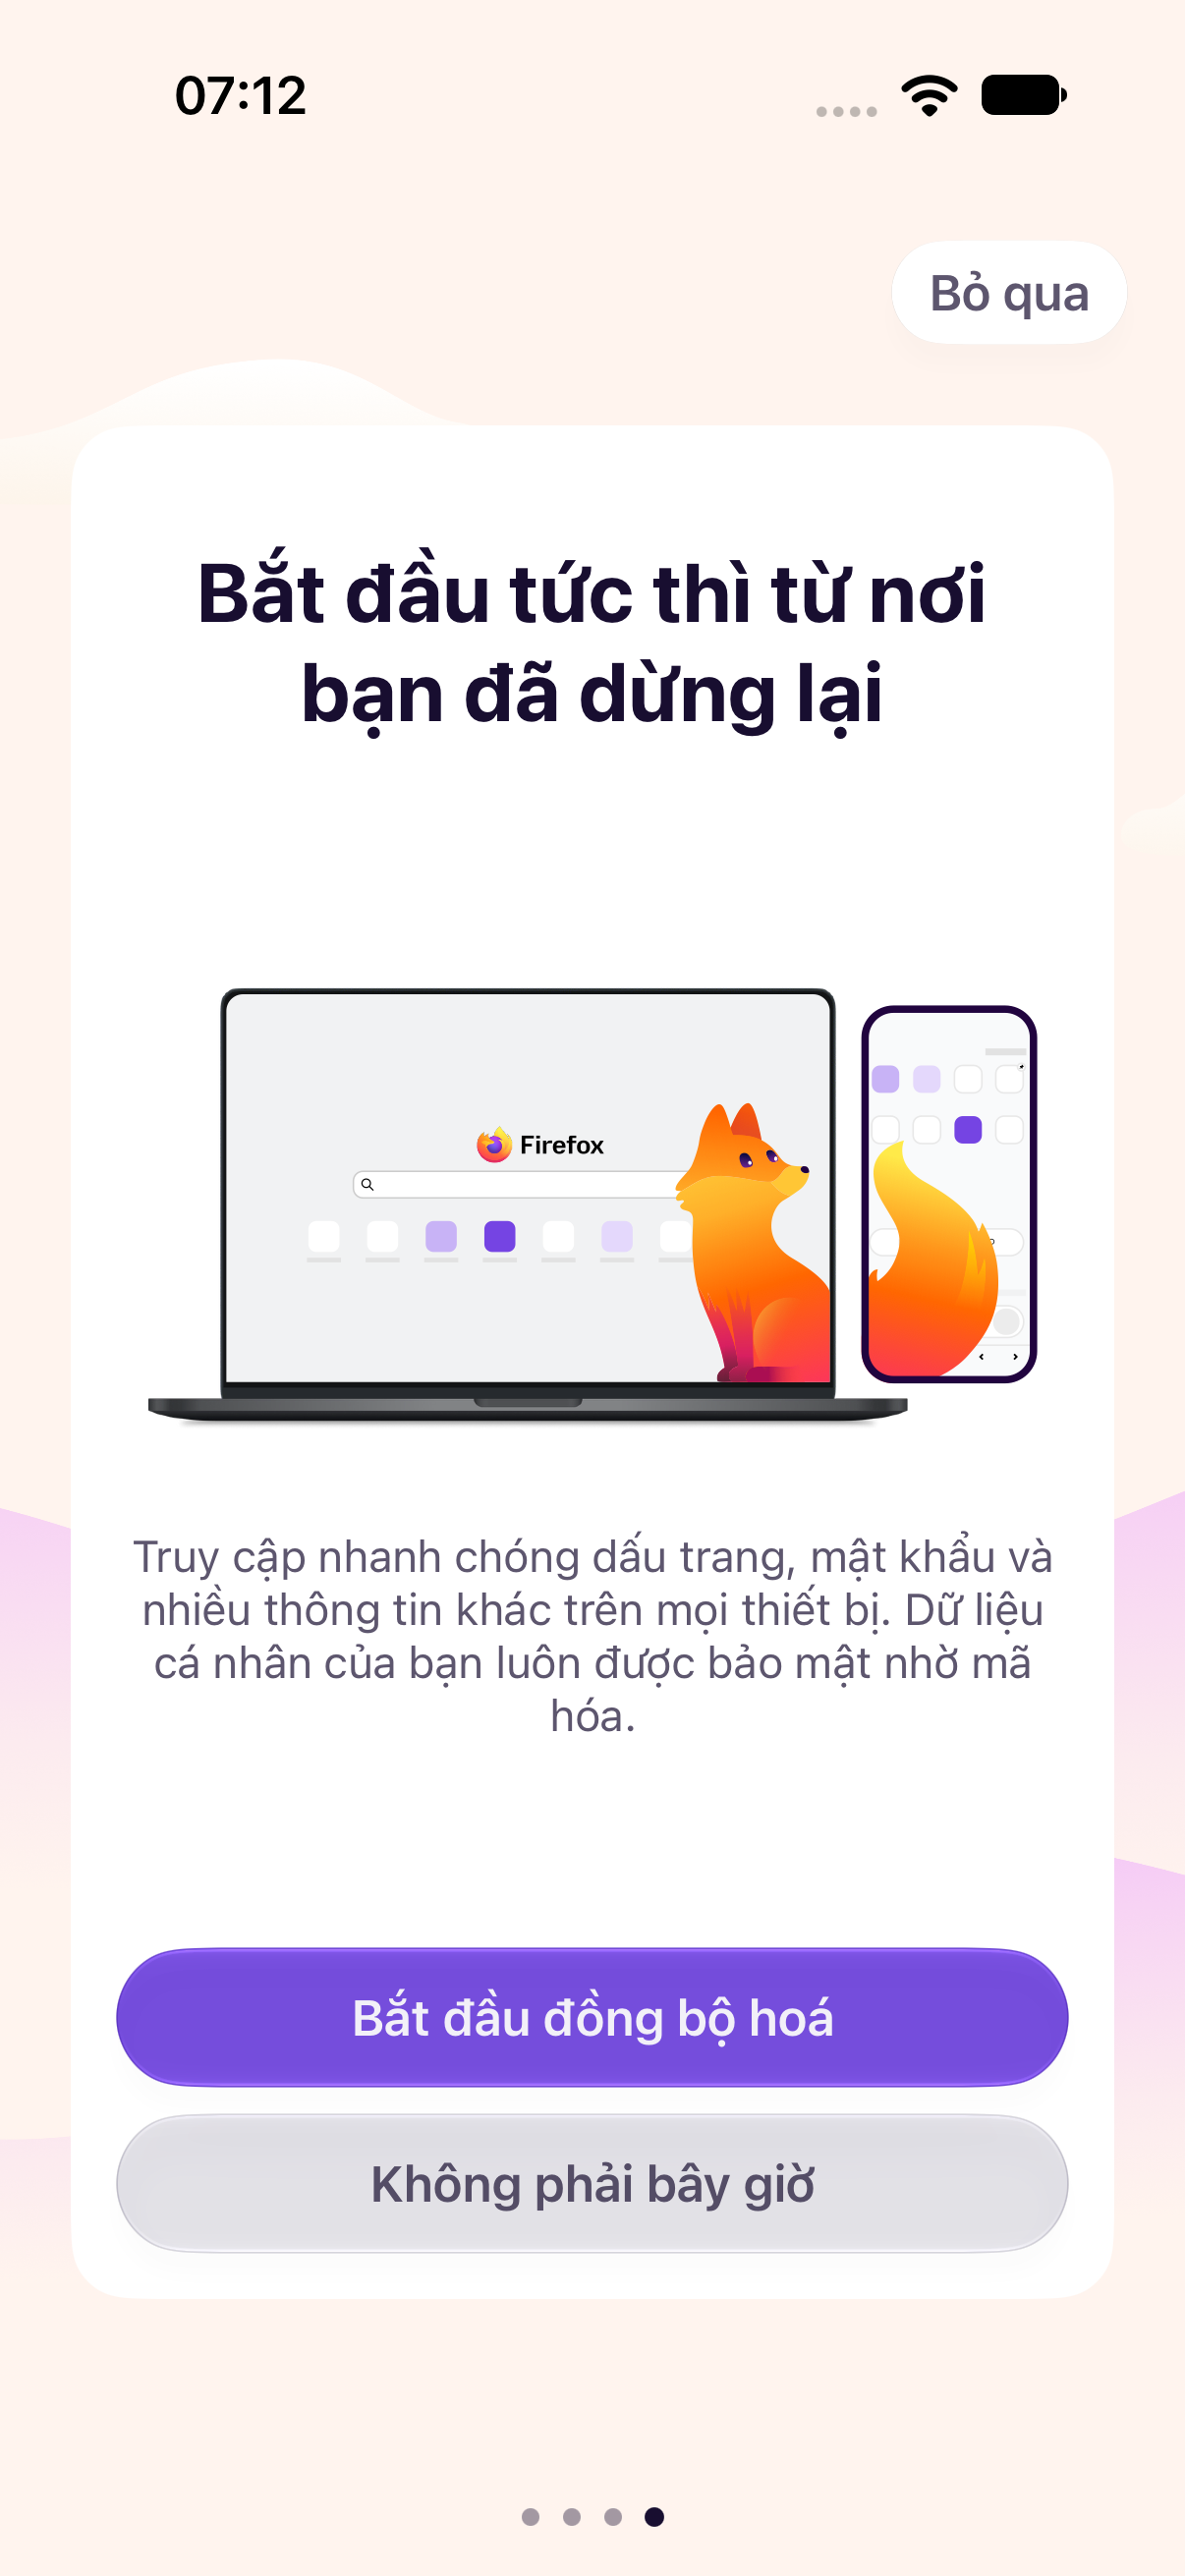 07:12
Bỏ qua
Bắt đầu tức thì từ nơi
bạn đã dừng lại
Firefox
Truy cập nhanh chóng dấu trang, mật khẩu và
nhiều thông tin khác trên mọi thiết bị. Dữ liệu
cá nhân của bạn luôn được bảo mật nhờ mã
hóa.
Bắt đầu đồng bộ hoá
Không phải bây giờ